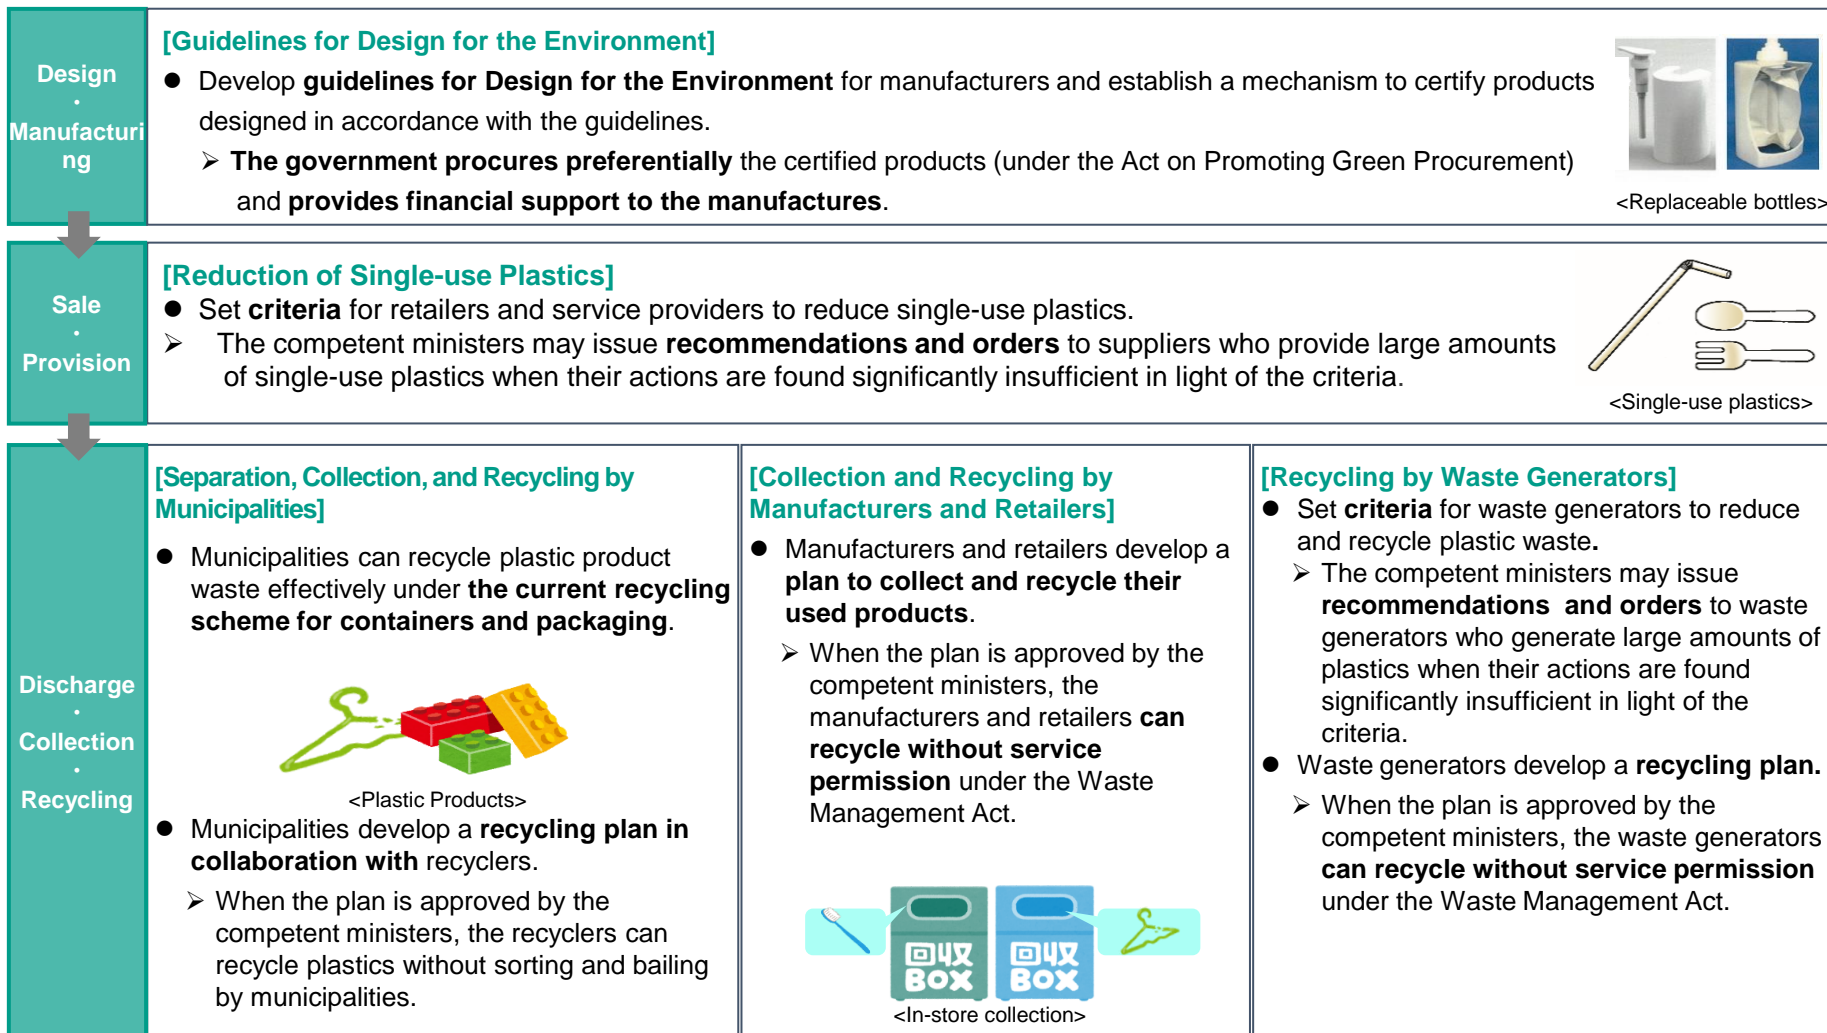 Design
・
Manufacturi
ng
[Guidelines for Design for the Environment]
● Develop guidelines for Design for the Environment for manufacturers and establish a mechanism to certify products
designed in accordance with the guidelines.
➢ The government procures preferentially the certified products (under the Act on Promoting Green Procurement)
and provides financial support to the manufactures.
<Replaceable bottles>
Sale
・
Provision
[Reduction of Single-use Plastics]
● Set criteria for retailers and service providers to reduce single-use plastics.
➢ The competent ministers may issue recommendations and orders to suppliers who provide large amounts
of single-use plastics when their actions are found significantly insufficient in light of the criteria.
<Single-use plastics>
Discharge
・
Collection
・
Recycling
[Separation, Collection, and Recycling by
Municipalities]
● Municipalities can recycle plastic product
waste effectively under the current recycling
scheme for containers and packaging.
<Plastic Products>
● Municipalities develop a recycling plan in
collaboration with recyclers.
➢ When the plan is approved by the
competent ministers, the recyclers can
recycle plastics without sorting and bailing
by municipalities.
[Collection and Recycling by
Manufacturers and Retailers]
● Manufacturers and retailers develop a
plan to collect and recycle their
used products.
➢ When the plan is approved by the
competent ministers, the
manufacturers and retailers can
recycle without service
permission under the Waste
Management Act.
回収
BOX
回収
BOX
<In-store collection>
[Recycling by Waste Generators]
● Set criteria for waste generators to reduce
and recycle plastic waste.
➢ The competent ministers may issue
recommendations and orders to waste
generators who generate large amounts of
plastics when their actions are found
significantly insufficient in light of the
criteria.
● Waste generators develop a recycling plan.
➢ When the plan is approved by the
competent ministers, the waste generators
can recycle without service permission
under the Waste Management Act.